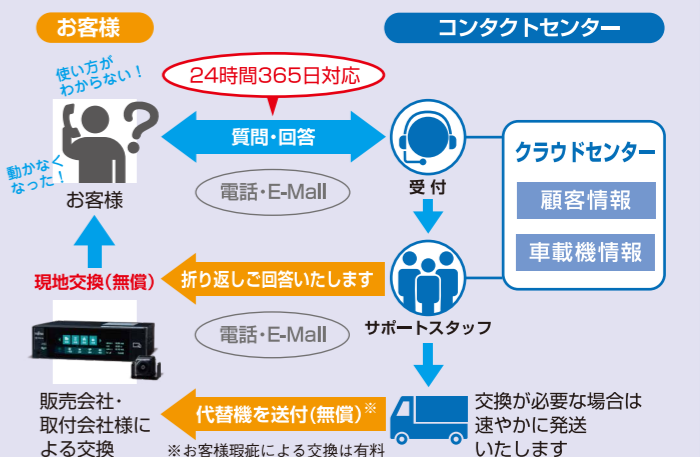 お客様
コンタクトセンター
使い方が
わからない！
24時間365日対応
質問・回答
動かなく
なった！
お客様
電話・E-Mall
受 付
クラウドセンター
顧客情報
車載機情報
現地交換(無償)
折り返しご回答いたします
電話・E-Mall
サポートスタッフ
販売会社・
取付会社様に
よる交換
代替機を送付(無償)※
※お客様瑕疵による交換は有料
交換が必要な場合は
速やかに発送
いたします